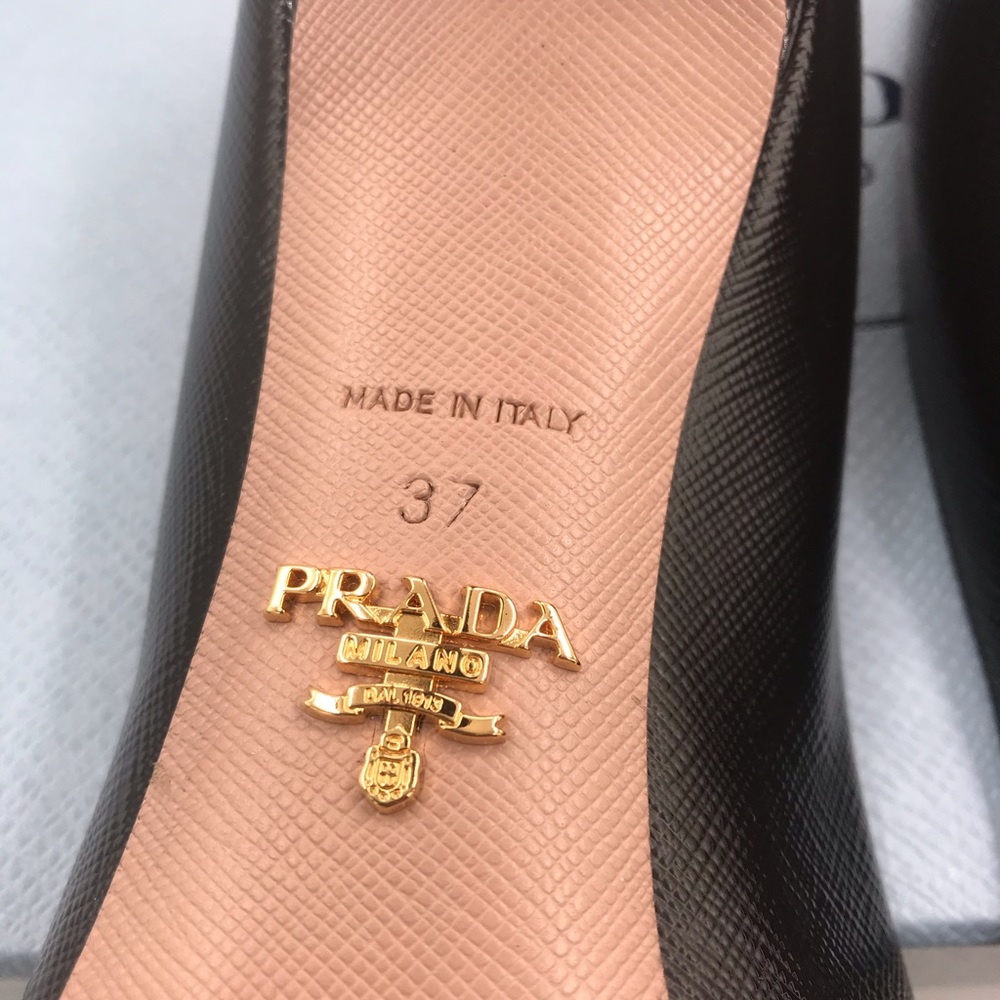 MADE IN ITALY
37
PRADA
MILANO
DAL 1913